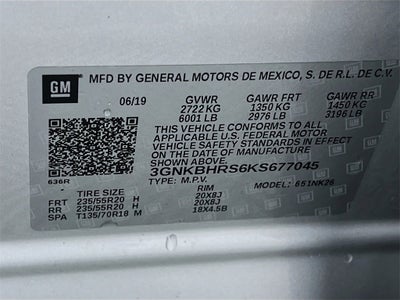 GM MFD BY GENERAL MOTORS DE MEXICO, S. DE R.L. DE C.V.
06/19 GVWR GAWR FRT GAWR RR
2722 KG 1350 KG 1450 KG
6001 LB 2976 LB 3196 LB
THIS VEHICLE CONFORMS TO ALL
APPLICABLE U.S. FEDERAL MOTOR
VEHICLE SAFETY STANDARDS IN EFFECT
ON THE DATE OF MANUFACTURE
SHOWN ABOVE.
3GNKBHRS6KS677045
636R TYPE: M.P.V. MODEL: 6S1NK26
TIRE SIZE RIM
FRT 235/55R20 H 20X8J
RR 235/55R20 H 20X8J
SPA T135/70R18 M 18X4.5B